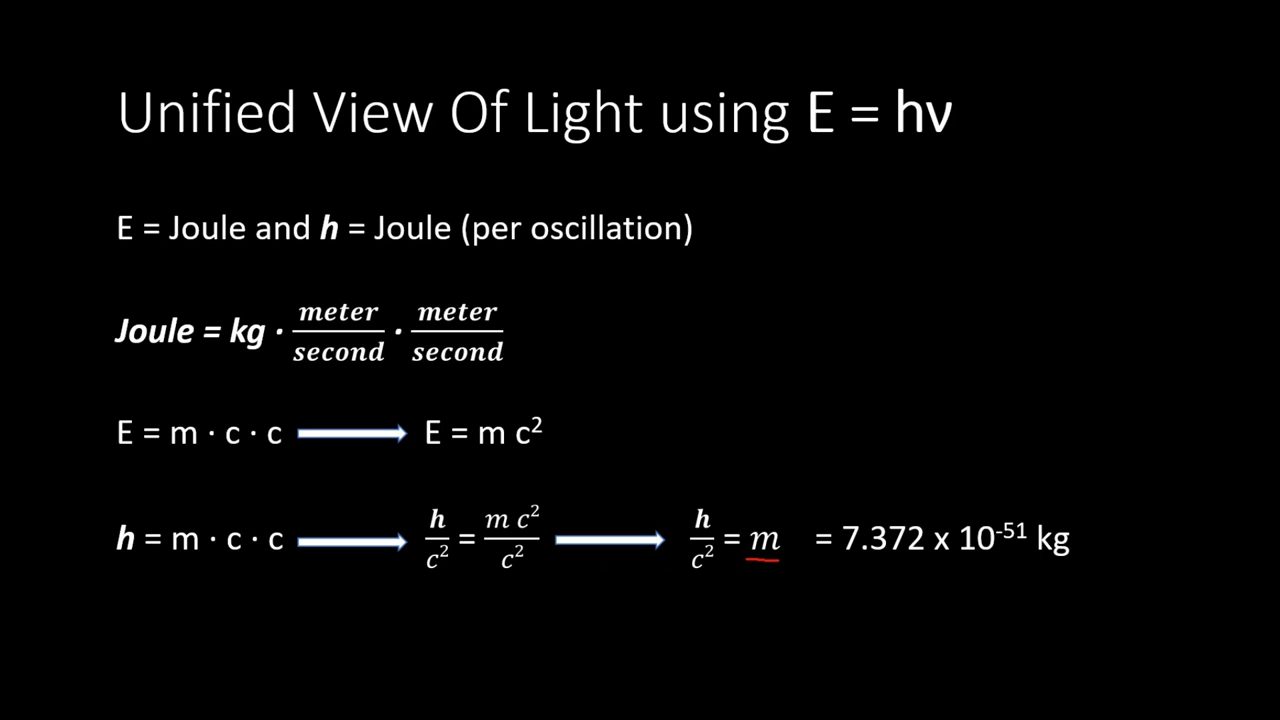 Unified View Of Light using E = hν
E = Joule and h = Joule (per oscillation)
Joule = kg · meter/second · meter/second
E = m · c · c ⟶ E = m c²
h = m · c · c ⟶ h/c² = m c²/c² ⟶ h/c² = m = 7.372 x 10⁻⁵¹ kg